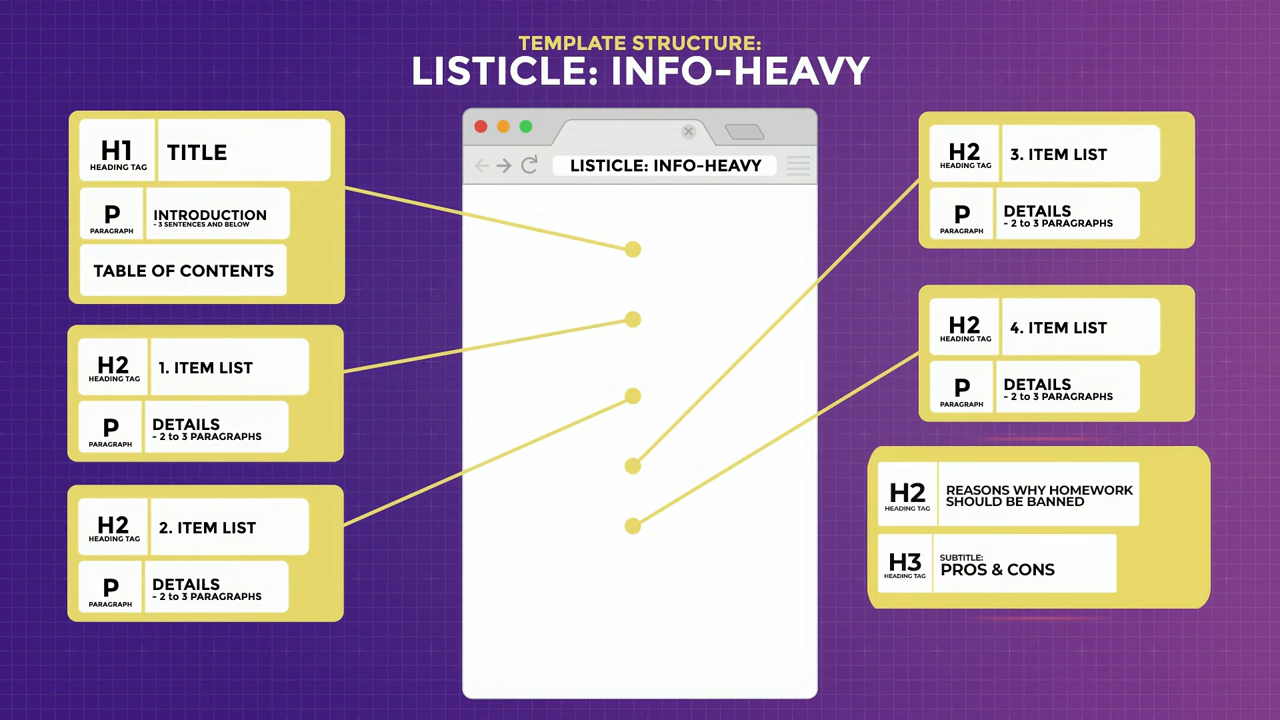 TEMPLATE STRUCTURE:
LISTICLE: INFO-HEAVY
H1
HEADING TAG
TITLE
P
PARAGRAPH
INTRODUCTION
- 3 SENTENCES AND BELOW
TABLE OF CONTENTS
H2
HEADING TAG
1. ITEM LIST
P
PARAGRAPH
DETAILS
- 2 to 3 PARAGRAPHS
H2
HEADING TAG
2. ITEM LIST
P
PARAGRAPH
DETAILS
- 2 to 3 PARAGRAPHS
LISTICLE: INFO-HEAVY
H2
HEADING TAG
3. ITEM LIST
P
PARAGRAPH
DETAILS
- 2 to 3 PARAGRAPHS
H2
HEADING TAG
4. ITEM LIST
P
PARAGRAPH
DETAILS
- 2 to 3 PARAGRAPHS
H2
HEADING TAG
REASONS WHY HOMEWORK
SHOULD BE BANNED
H3
HEADING TAG
SUBTITLE:
PROS & CONS